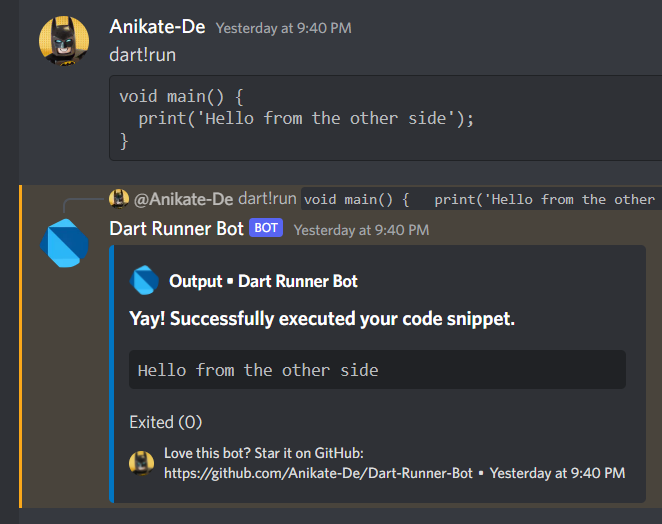 Anikate-De Yesterday at 9:40 PM
dart!run
void main() {
  print('Hello from the other side');
}
@Anikate-De dart!run void main() {   print('Hello from the other
Dart Runner Bot BOT Yesterday at 9:40 PM
Output ▪ Dart Runner Bot
Yay! Successfully executed your code snippet.
Hello from the other side
Exited (0)
Love this bot? Star it on GitHub:
https://github.com/Anikate-De/Dart-Runner-Bot • Yesterday at 9:40 PM